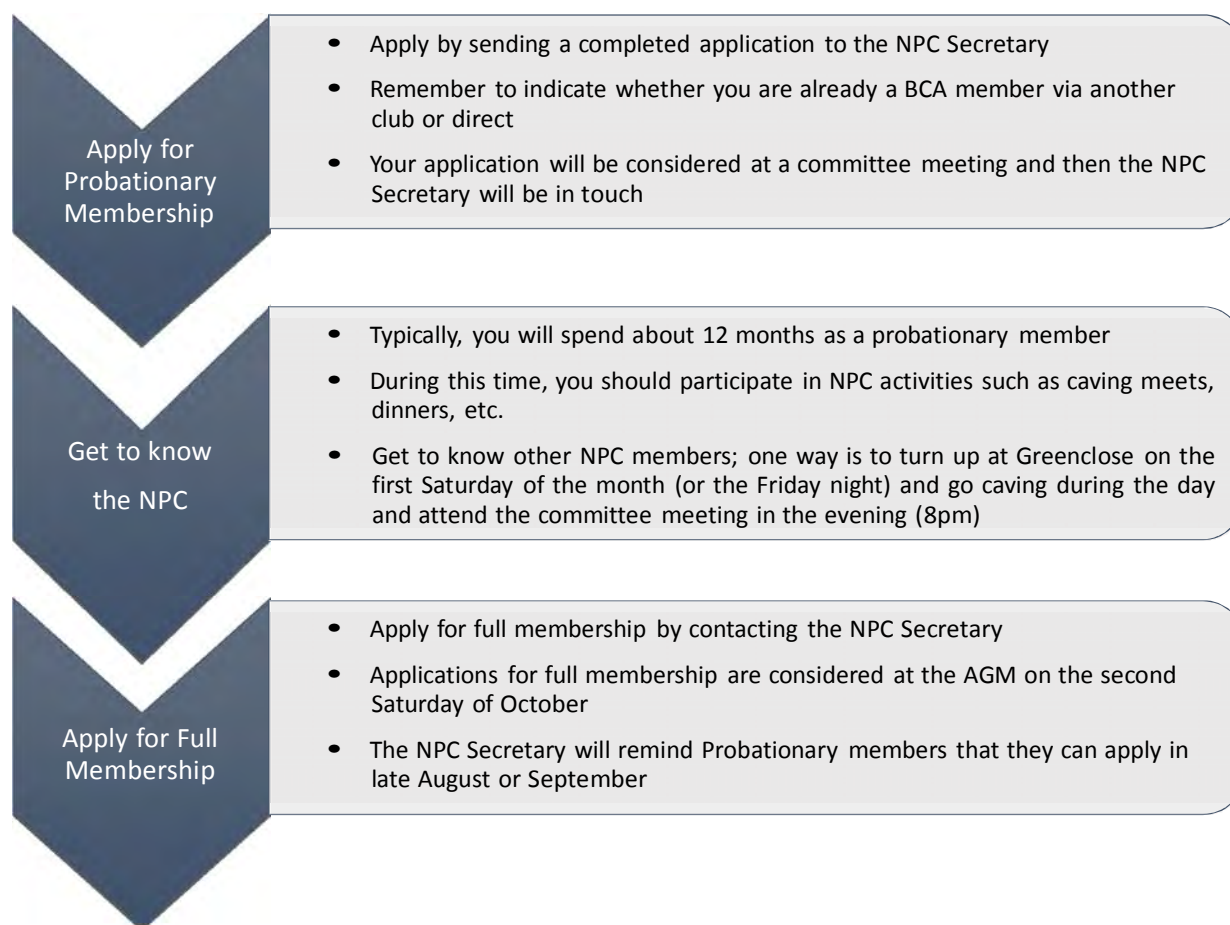 Apply for
Probationary
Membership
• Apply by sending a completed application to the NPC Secretary
• Remember to indicate whether you are already a BCA member via another
club or direct
• Your application will be considered at a committee meeting and then the NPC
Secretary will be in touch
Get to know
the NPC
• Typically, you will spend about 12 months as a probationary member
• During this time, you should participate in NPC activities such as caving meets,
dinners, etc.
• Get to know other NPC members; one way is to turn up at Greenclose on the
first Saturday of the month (or the Friday night) and go caving during the day
and attend the committee meeting in the evening (8pm)
Apply for Full
Membership
• Apply for full membership by contacting the NPC Secretary
• Applications for full membership are considered at the AGM on the second
Saturday of October
• The NPC Secretary will remind Probationary members that they can apply in
late August or September